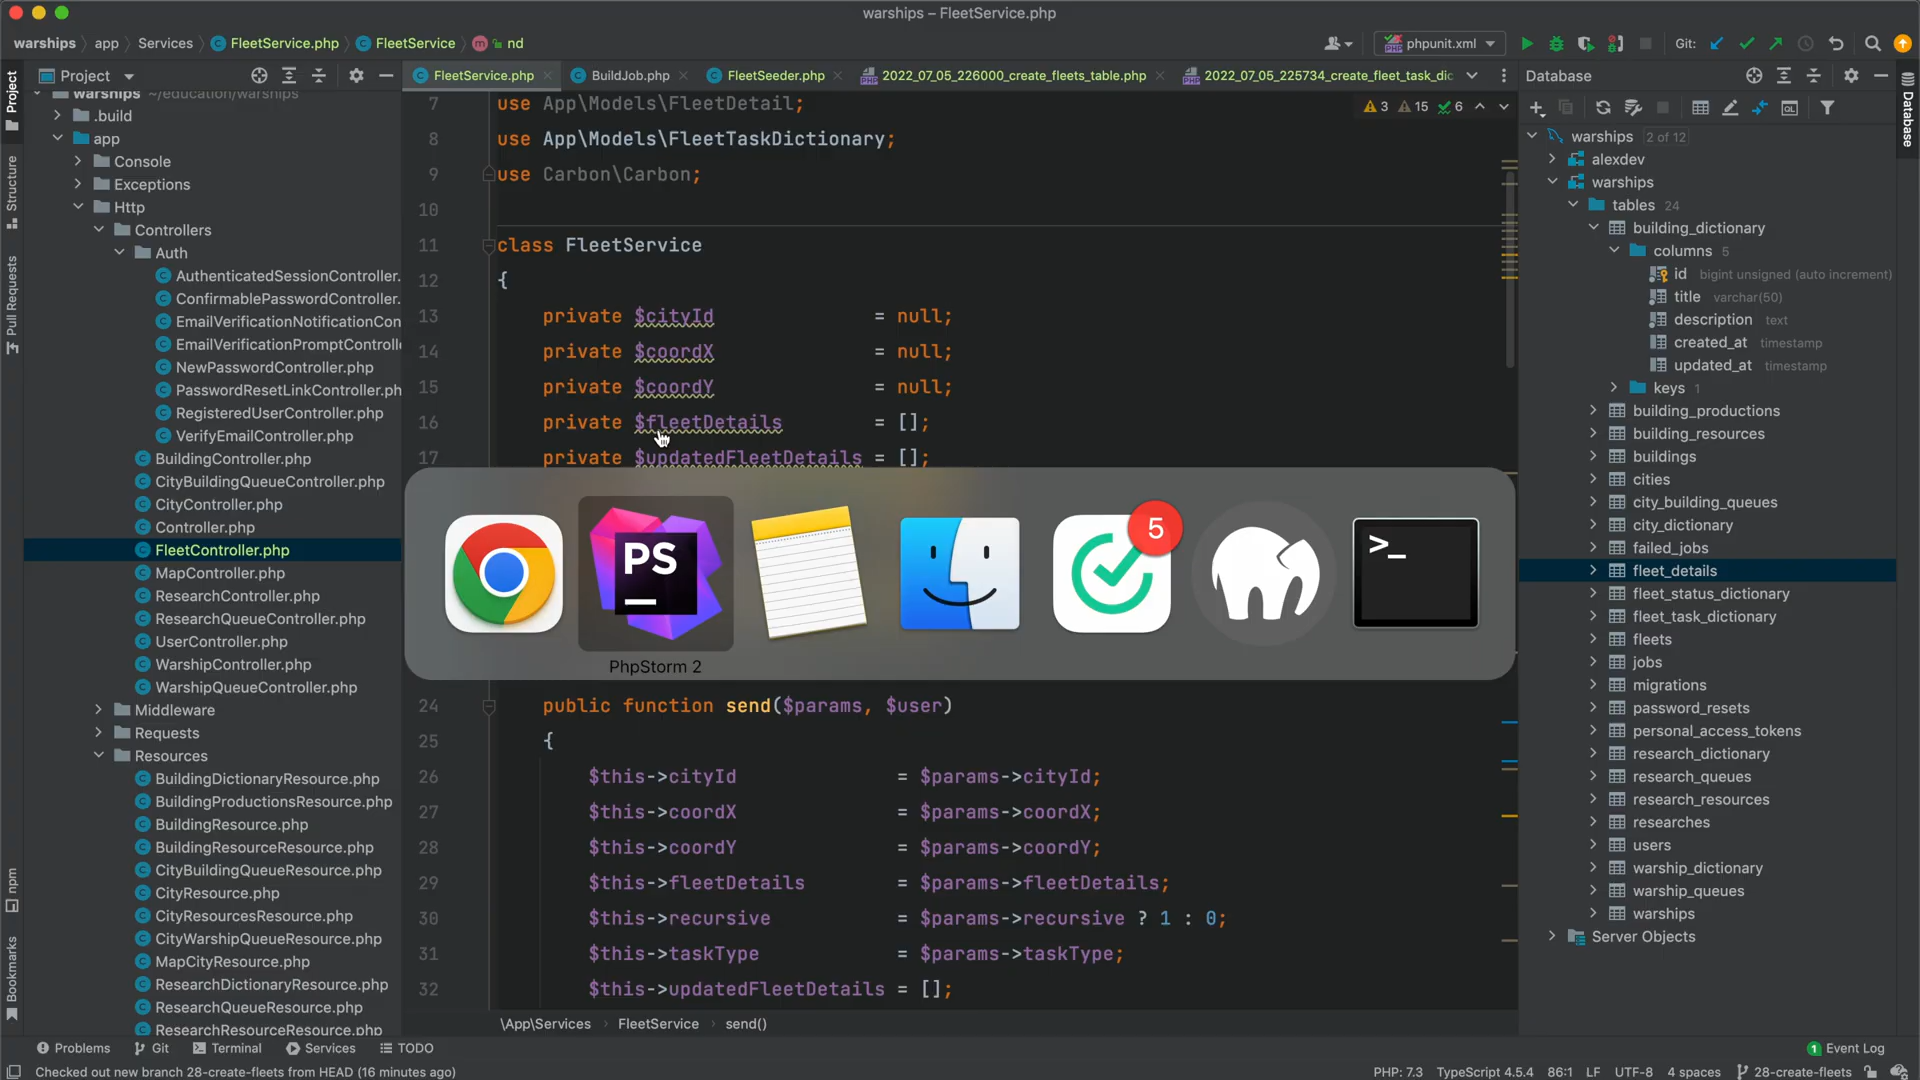 warships – FleetService.php
warships app Services FleetService.php FleetService nd
phpunit.xml Git:
Project
FleetService.php BuildJob.php FleetSeeder.php 2022_07_05_226000_create_fleets_table.php 2022_07_05_225734_create_fleet_task_dic
Database
warships ~/education/warships
.build
app
Console
Exceptions
Http
Controllers
Auth
AuthenticatedSessionController.
ConfirmablePasswordController.
EmailVerificationNotificationCon
EmailVerificationPromptControll
NewPasswordController.php
PasswordResetLinkController.ph
RegisteredUserController.php
VerifyEmailController.php
BuildingController.php
CityBuildingQueueController.php
CityController.php
Controller.php
FleetController.php
MapController.php
ResearchController.php
ResearchQueueController.php
UserController.php
WarshipController.php
WarshipQueueController.php
Middleware
Requests
Resources
BuildingDictionaryResource.php
BuildingProductionsResource.php
BuildingResource.php
BuildingResourceResource.php
CityBuildingQueueResource.php
CityResource.php
CityResourcesResource.php
CityWarshipQueueResource.php
MapCityResource.php
ResearchDictionaryResource.php
ResearchQueueResource.php
ResearchResourceResource.php
Project
Structure
Pull Requests
npm
Bookmarks
3 15 6
7 use App\Models\FleetDetail;
8 use App\Models\FleetTaskDictionary;
9 use Carbon\Carbon;
10
11 class FleetService
12 {
13 private $cityId = null;
14 private $coordX = null;
15 private $coordY = null;
16 private $fleetDetails = [];
17 private $updatedFleetDetails = [];
PS
5
>_
PhpStorm 2
24 public function send($params, $user)
25 {
26 $this->cityId = $params->cityId;
27 $this->coordX = $params->coordX;
28 $this->coordY = $params->coordY;
29 $this->fleetDetails = $params->fleetDetails;
30 $this->recursive = $params->recursive ? 1 : 0;
31 $this->taskType = $params->taskType;
32 $this->updatedFleetDetails = [];
\App\Services FleetService send()
warships 2 of 12
alexdev
warships
tables 24
building_dictionary
columns 5
id bigint unsigned (auto increment)
title varchar(50)
description text
created_at timestamp
updated_at timestamp
keys 1
building_productions
building_resources
buildings
cities
city_building_queues
city_dictionary
failed_jobs
fleet_details
fleet_status_dictionary
fleet_task_dictionary
fleets
jobs
migrations
password_resets
personal_access_tokens
research_dictionary
research_queues
research_resources
researches
users
warship_dictionary
warship_queues
warships
Server Objects
Database
Problems Git Terminal Services TODO
1 Event Log
Checked out new branch 28-create-fleets from HEAD (16 minutes ago)
PHP: 7.3 TypeScript 4.5.4 86:1 LF UTF-8 4 spaces 28-create-fleets